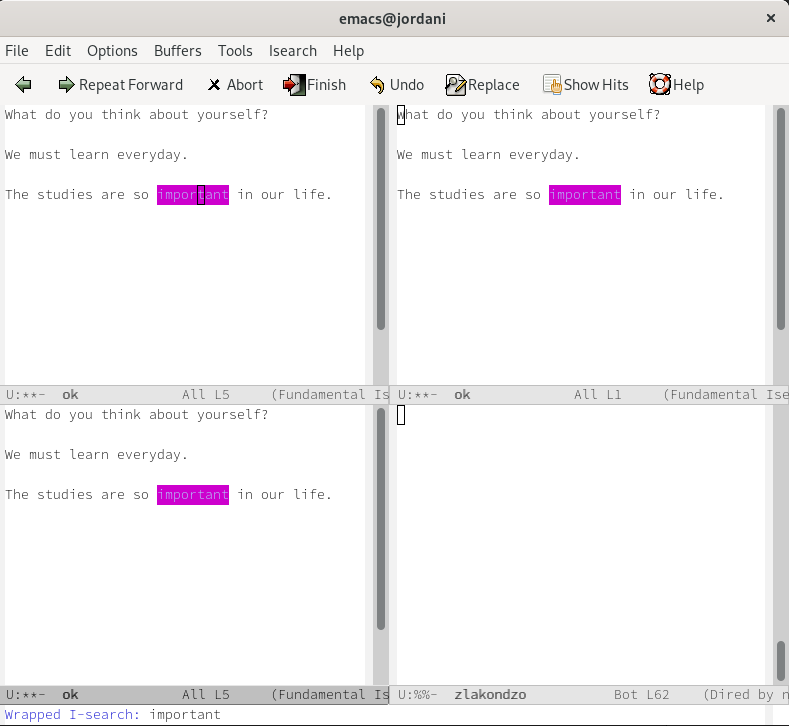 emacs@jordani ×
File Edit Options Buffers Tools Isearch Help
Repeat Forward Abort Finish Undo Replace Show Hits Help
What do you think about yourself?
We must learn everyday.
The studies are so important in our life.
U:**- ok All L5 (Fundamental Is
What do you think about yourself?
We must learn everyday.
The studies are so important in our life.
U:**- ok All L1 (Fundamental Ise
What do you think about yourself?
We must learn everyday.
The studies are so important in our life.
U:**- ok All L5 (Fundamental Is
U:%%- zlakondzo Bot L62 (Dired by n
Wrapped I-search: important